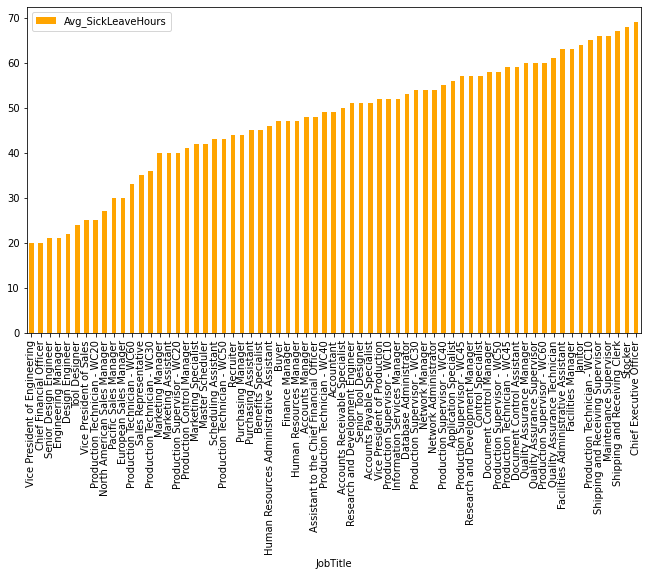 Avg_SickLeaveHours
70
60
50
40
30
20
10
0
Vice President of Engineering
Chief Financial Officer
Senior Design Engineer
Engineering Manager
Design Engineer
Tool Designer
Vice President of Sales
Production Technician - WC20
North American Sales Manager
Pacific Sales Manager
European Sales Manager
Production Technician - WC60
Sales Representative
Production Technician - WC30
Marketing Manager
Marketing Assistant
Production Supervisor - WC20
Production Control Manager
Marketing Specialist
Master Scheduler
Scheduling Assistant
Production Technician - WC50
Recruiter
Purchasing Manager
Purchasing Assistant
Benefits Specialist
Human Resources Administrative Assistant
Buyer
Finance Manager
Human Resources Manager
Accounts Manager
Assistant to the Chief Financial Officer
Production Technician - WC40
Accountant
Accounts Receivable Specialist
Research and Development Engineer
Senior Tool Designer
Accounts Payable Specialist
Vice President of Production
Production Supervisor - WC10
Information Services Manager
Database Administrator
Production Supervisor - WC30
Network Manager
Network Administrator
Production Supervisor - WC40
Application Specialist
Production Supervisor - WC45
Research and Development Manager
Control Specialist
Document Control Manager
Production Supervisor - WC50
Production Technician - WC45
Document Control Assistant
Quality Assurance Manager
Quality Assurance Supervisor
Production Supervisor - WC60
Quality Assurance Technician
Facilities Administrative Assistant
Facilities Manager
Janitor
Production Technician - WC10
Shipping and Receiving Supervisor
Maintenance Supervisor
Shipping and Receiving Clerk
Stocker
Chief Executive Officer
JobTitle